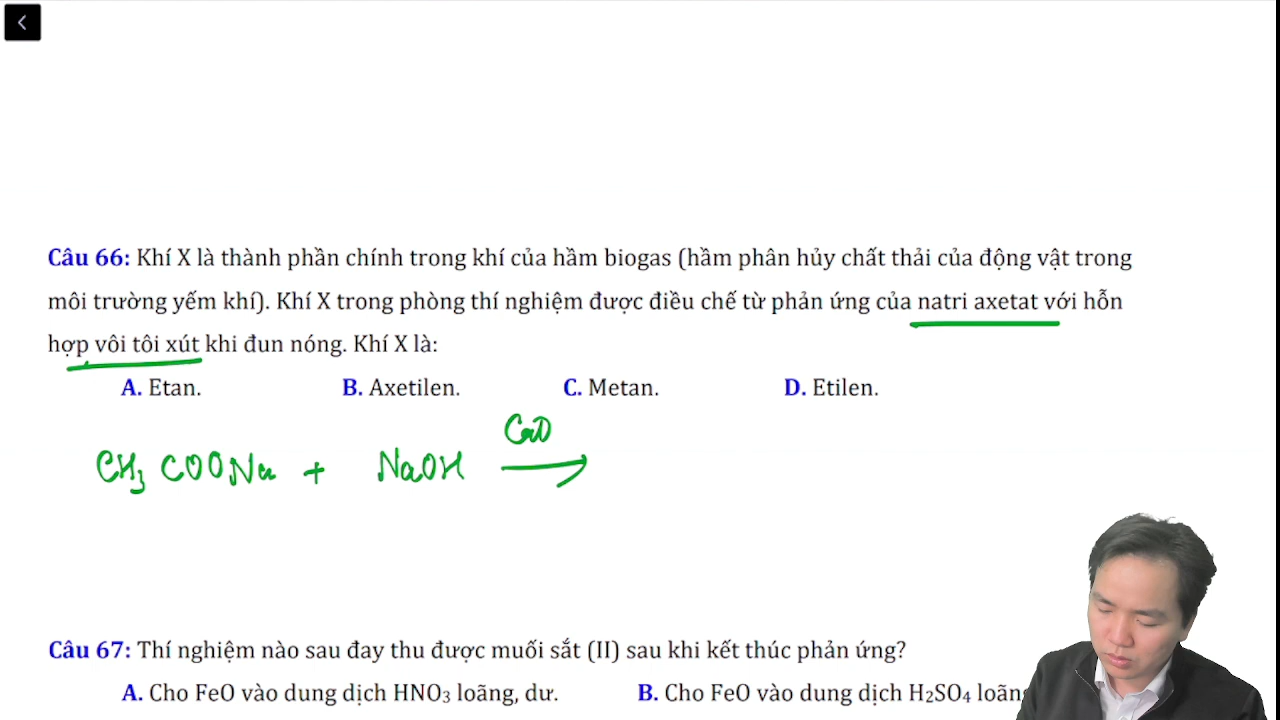 Câu 66: Khí X là thành phần chính trong khí của hầm biogas (hầm phân hủy chất thải của động vật trong
môi trường yếm khí). Khí X trong phòng thí nghiệm được điều chế từ phản ứng của natri axetat với hỗn
hợp vôi tôi xút khi đun nóng. Khí X là:
A. Etan. B. Axetilen. C. Metan. D. Etilen.
CaO
CH₃COONa + NaOH →
Câu 67: Thí nghiệm nào sau đay thu được muối sắt (II) sau khi kết thúc phản ứng?
A. Cho FeO vào dung dịch HNO₃ loãng, dư. B. Cho FeO vào dung dịch H₂SO₄ loãng